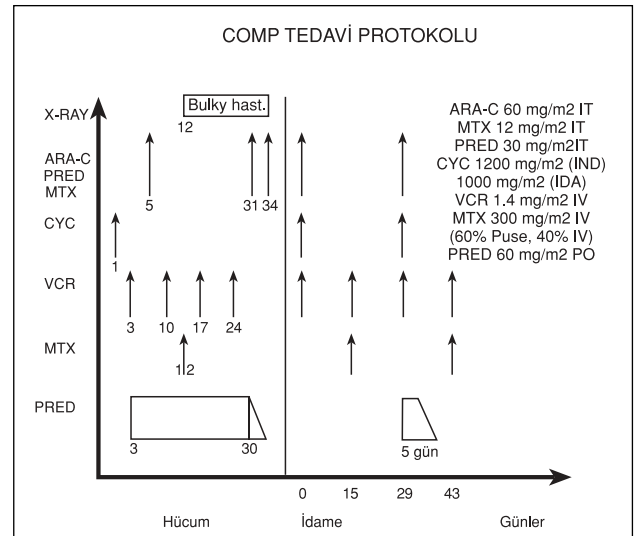 COMP TEDAVİ PROTOKOLU
X-RAY
Bulky hast.
12
ARA-C
PRED
MTX
5
31 34
CYC
1
VCR
3 10 17 24
MTX
12
PRED
3 30
5 gün
ARA-C 60 mg/m2 IT
MTX 12 mg/m2 IT
PRED 30 mg/m2IT
CYC 1200 mg/m2 (IND)
1000 mg/m2 (IDA)
VCR 1.4 mg/m2 IV
MTX 300 mg/m2 IV
(60% Puse, 40% IV)
PRED 60 mg/m2 PO
0 15 29 43
Hücum İdame Günler